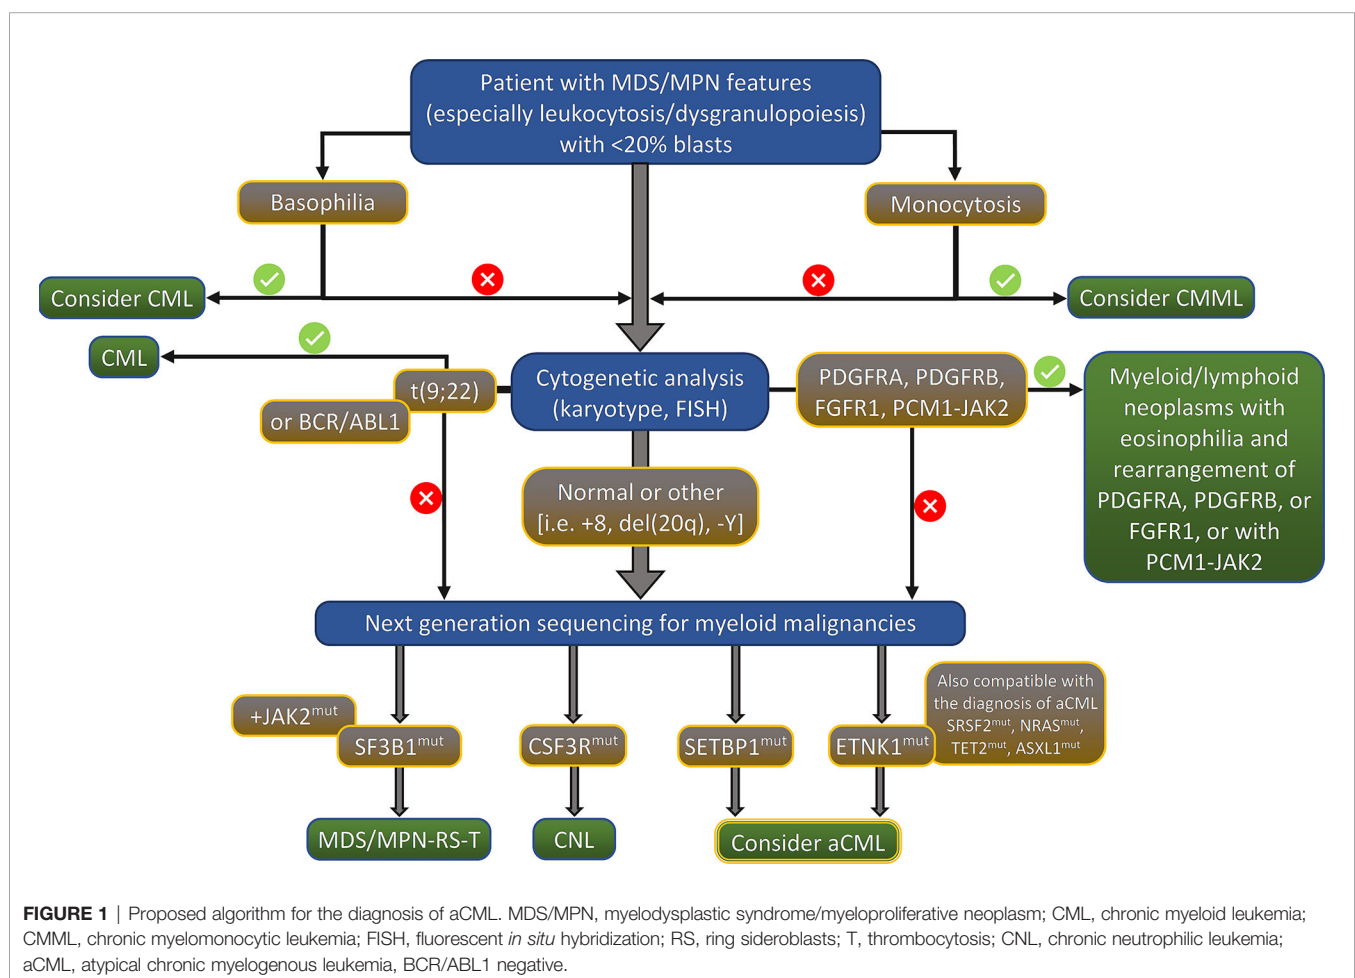 Patient with MDS/MPN features
(especially leukocytosis/dysgranulopoiesis)
with <20% blasts
Basophilia
Monocytosis
Consider CML
Consider CMML
CML
t(9;22)
or BCR/ABL1
Cytogenetic analysis
(karyotype, FISH)
PDGFRA, PDGFRB,
FGFR1, PCM1-JAK2
Myeloid/lymphoid
neoplasms with
eosinophilia and
rearrangement of
PDGFRA, PDGFRB, or
FGFR1, or with
PCM1-JAK2
Normal or other
[i.e. +8, del(20q), -Y]
Next generation sequencing for myeloid malignancies
+JAK2mut
SF3B1mut
CSF3Rmut
SETBP1mut
ETNK1mut
Also compatible with
the diagnosis of aCML
SRSF2mut, NRASmut,
TET2mut, ASXL1mut
MDS/MPN-RS-T
CNL
Consider aCML
FIGURE 1 | Proposed algorithm for the diagnosis of aCML. MDS/MPN, myelodysplastic syndrome/myeloproliferative neoplasm; CML, chronic myeloid leukemia;
CMML, chronic myelomonocytic leukemia; FISH, fluorescent in situ hybridization; RS, ring sideroblasts; T, thrombocytosis; CNL, chronic neutrophilic leukemia;
aCML, atypical chronic myelogenous leukemia, BCR/ABL1 negative.